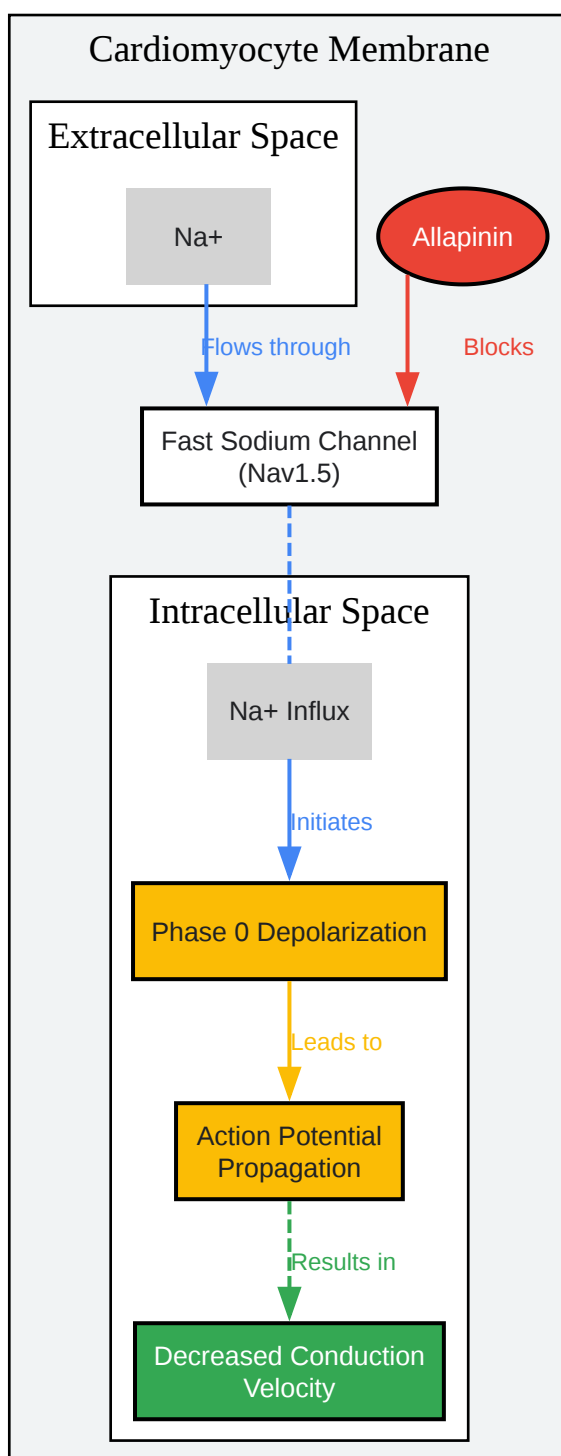 Cardiomyocyte Membrane
Extracellular Space
Na+
Allapinin
Flows through
Blocks
Fast Sodium Channel
(Nav1.5)
Intracellular Space
Na+ Influx
Initiates
Phase 0 Depolarization
Leads to
Action Potential
Propagation
Results in
Decreased Conduction
Velocity